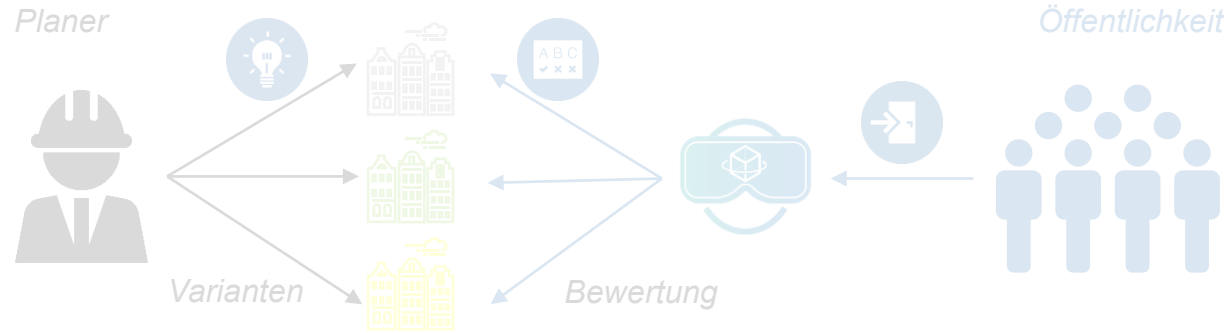 Planer
Öffentlichkeit
A B C
Varianten
Bewertung